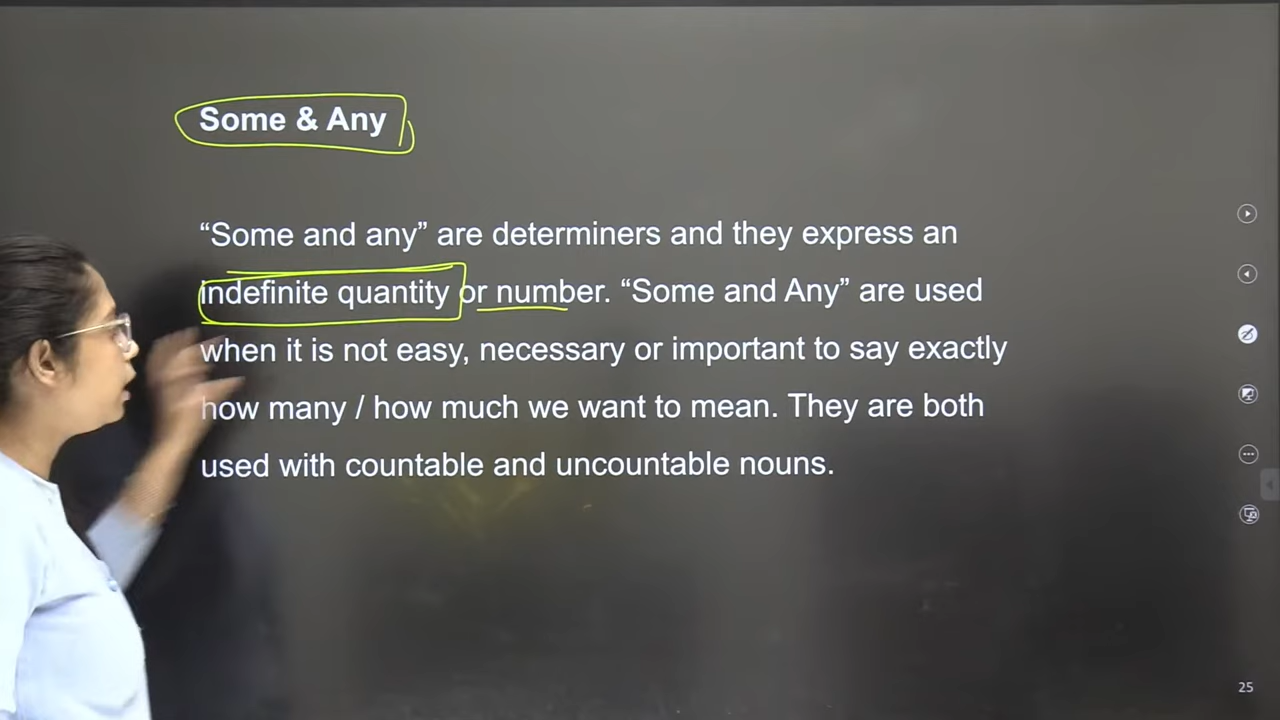 Some & Any
“Some and any” are determiners and they express an
indefinite quantity or number. “Some and Any” are used
when it is not easy, necessary or important to say exactly
how many / how much we want to mean. They are both
used with countable and uncountable nouns.
25